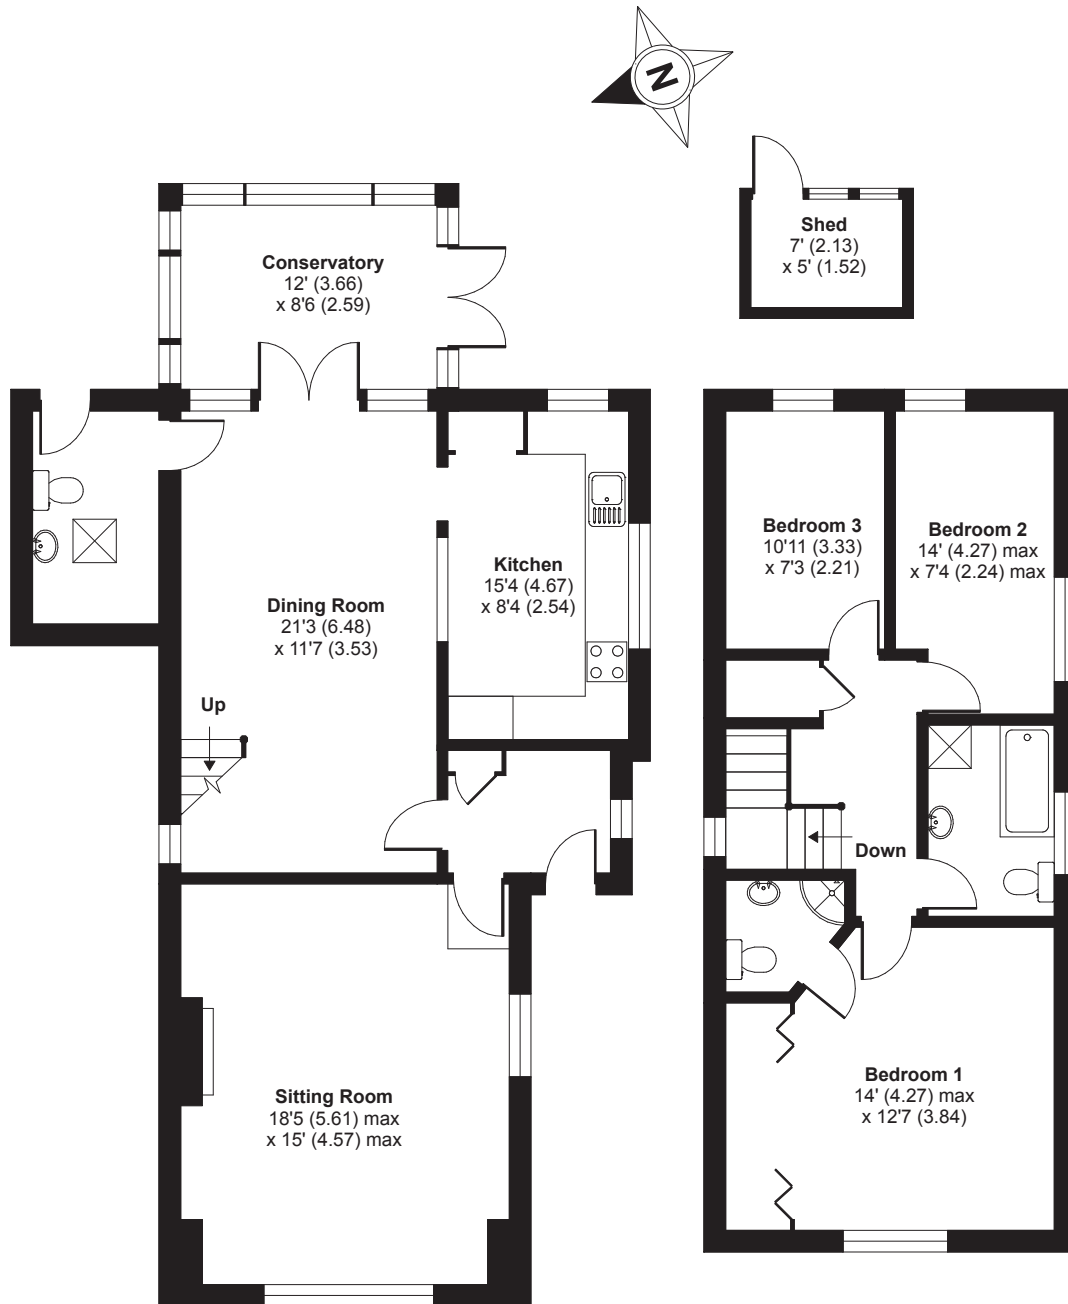 N
Shed
7' (2.13)
x 5' (1.52)
Conservatory
12' (3.66)
x 8'6 (2.59)
Kitchen
15'4 (4.67)
x 8'4 (2.54)
Dining Room
21'3 (6.48)
x 11'7 (3.53)
Up
Sitting Room
18'5 (5.61) max
x 15' (4.57) max
Bedroom 3
10'11 (3.33)
x 7'3 (2.21)
Bedroom 2
14' (4.27) max
x 7'4 (2.24) max
Down
Bedroom 1
14' (4.27) max
x 12'7 (3.84)